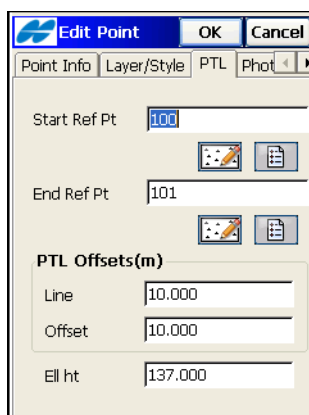 Edit Point OK Cancel
Point Info Layer/Style PTL Phot
Start Ref Pt 100
End Ref Pt 101
PTL Offsets(m)
Line 10.000
Offset 10.000
Ell ht 137.000